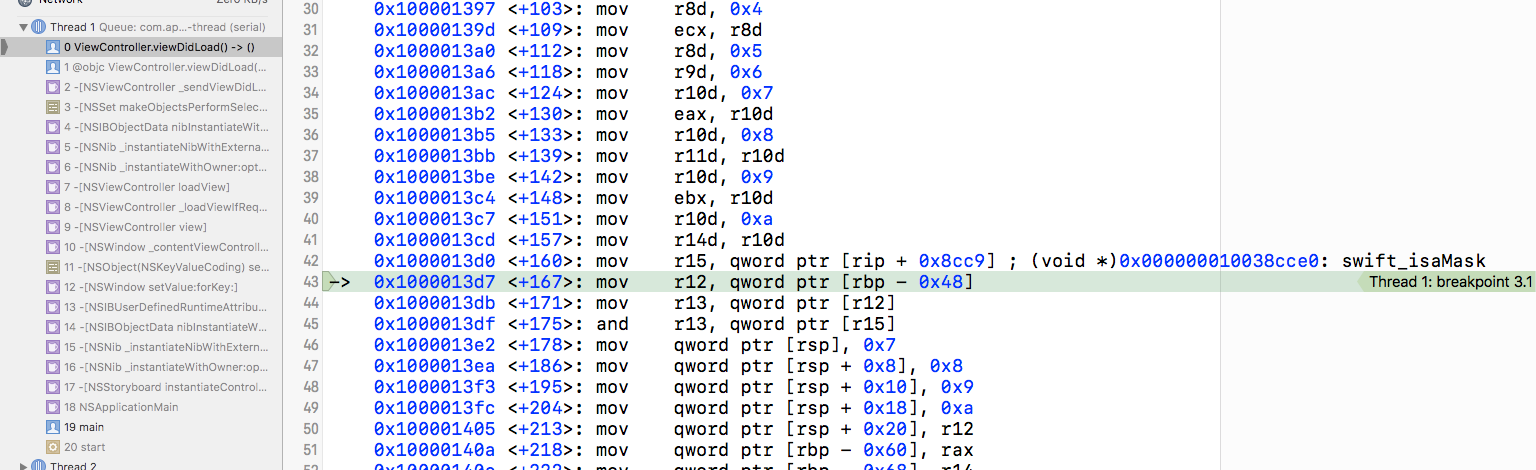 Network Zero KB/s
Thread 1 Queue: com.ap...-thread (serial)
0 ViewController.viewDidLoad() -> ()
1 @objc ViewController.viewDidLoad(...
2 -[NSViewController _sendViewDidL...
3 -[NSSet makeObjectsPerformSelec...
4 -[NSIBObjectData nibInstantiateWit...
5 -[NSNib _instantiateNibWithExterna...
6 -[NSNib _instantiateWithOwner:opt...
7 -[NSViewController loadView]
8 -[NSViewController _loadViewIfReq...
9 -[NSViewController view]
10 -[NSWindow _contentViewControll...
11 -[NSObject(NSKeyValueCoding) se...
12 -[NSWindow setValue:forKey:]
13 -[NSIBUserDefinedRuntimeAttribu...
14 -[NSIBObjectData nibInstantiateW...
15 -[NSNib _instantiateNibWithExtern...
16 -[NSNib _instantiateWithOwner:op...
17 -[NSStoryboard instantiateControl...
18 NSApplicationMain
19 main
20 start
Thread 2
30 0x100001397 <+103>: mov r8d, 0x4
31 0x10000139d <+109>: mov ecx, r8d
32 0x1000013a0 <+112>: mov r8d, 0x5
33 0x1000013a6 <+118>: mov r9d, 0x6
34 0x1000013ac <+124>: mov r10d, 0x7
35 0x1000013b2 <+130>: mov eax, r10d
36 0x1000013b5 <+133>: mov r10d, 0x8
37 0x1000013bb <+139>: mov r11d, r10d
38 0x1000013be <+142>: mov r10d, 0x9
39 0x1000013c4 <+148>: mov ebx, r10d
40 0x1000013c7 <+151>: mov r10d, 0xa
41 0x1000013cd <+157>: mov r14d, r10d
42 0x1000013d0 <+160>: mov r15, qword ptr [rip + 0x8cc9] ; (void *)0x000000010038cce0: swift_isaMask
43 -> 0x1000013d7 <+167>: mov r12, qword ptr [rbp - 0x48] Thread 1: breakpoint 3.1
44 0x1000013db <+171>: mov r13, qword ptr [r12]
45 0x1000013df <+175>: and r13, qword ptr [r15]
46 0x1000013e2 <+178>: mov qword ptr [rsp], 0x7
47 0x1000013ea <+186>: mov qword ptr [rsp + 0x8], 0x8
48 0x1000013f3 <+195>: mov qword ptr [rsp + 0x10], 0x9
49 0x1000013fc <+204>: mov qword ptr [rsp + 0x18], 0xa
50 0x100001405 <+213>: mov qword ptr [rsp + 0x20], r12
51 0x10000140a <+218>: mov qword ptr [rbp - 0x60], rax
52 0x10000140e <+222>: mov qword ptr [rbp - 0x68], r14